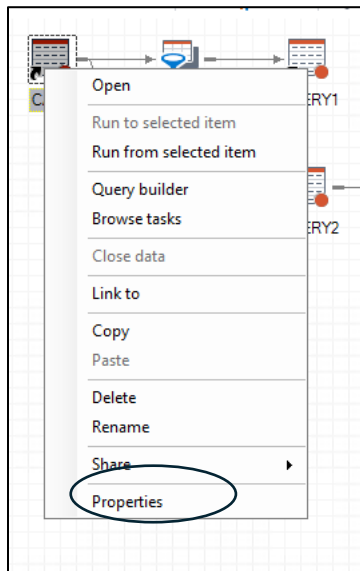 C
ERY1
Open
Run to selected item
Run from selected item
Query builder
Browse tasks
ERY2
Close data
Link to
Copy
Paste
Delete
Rename
Share
Properties